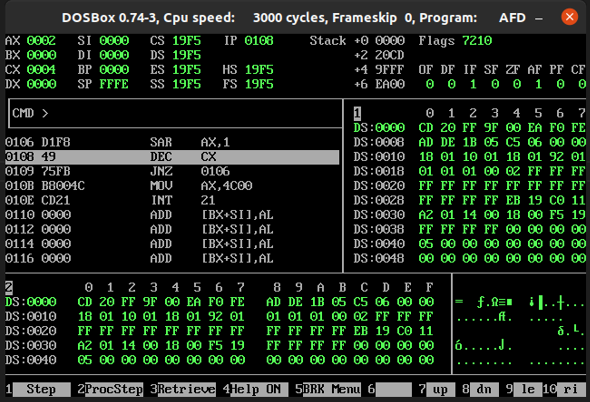 DOSBox 0.74-3, Cpu speed: 3000 cycles, Frameskip 0, Program: AFD
AX 0002 SI 0000 CS 19F5 IP 0108 Stack +0 0000 Flags 7210
BX 0000 DI 0000 DS 19F5 +2 20CD
CX 0004 BP 0000 ES 19F5 HS 19F5 +4 9FFF OF DF IF SF ZF AF PF CF
DX 0000 SP FFFE SS 19F5 FS 19F5 +6 EA00 0 0 1 0 0 1 0 0
CMD >
0106 D1F8 SAR AX,1
0108 49 DEC CX
0109 75FB JNZ 0106
010B B8004C MOV AX,4C00
010E CD21 INT 21
0110 0000 ADD [BX+SI],AL
0112 0000 ADD [BX+SI],AL
0114 0000 ADD [BX+SI],AL
0116 0000 ADD [BX+SI],AL
1 0 1 2 3 4 5 6 7
DS:0000 CD 20 FF 9F 00 EA F0 FE
DS:0008 AD DE 1B 05 C5 06 00 00
DS:0010 18 01 10 01 18 01 92 01
DS:0018 01 01 01 00 02 FF FF FF
DS:0020 FF FF FF FF FF FF FF FF
DS:0028 FF FF FF FF EB 19 C0 11
DS:0030 A2 01 14 00 18 00 F5 19
DS:0038 FF FF FF FF 00 00 00 00
DS:0040 05 00 00 00 00 00 00 00
DS:0048 00 00 00 00 00 00 00 00
2 0 1 2 3 4 5 6 7 8 9 A B C D E F
DS:0000 CD 20 FF 9F 00 EA F0 FE AD DE 1B 05 C5 06 00 00
DS:0010 18 01 10 01 18 01 92 01 01 01 01 00 02 FF FF FF
DS:0020 FF FF FF FF FF FF FF FF FF FF FF FF EB 19 C0 11
DS:0030 A2 01 14 00 18 00 F5 19 FF FF FF FF 00 00 00 00
DS:0040 05 00 00 00 00 00 00 00 00 00 00 00 00 00 00 00
1 Step 2 ProcStep 3 Retrieve 4 Help ON 5 BRK Menu 6 7 up 8 dn 9 le 10 ri